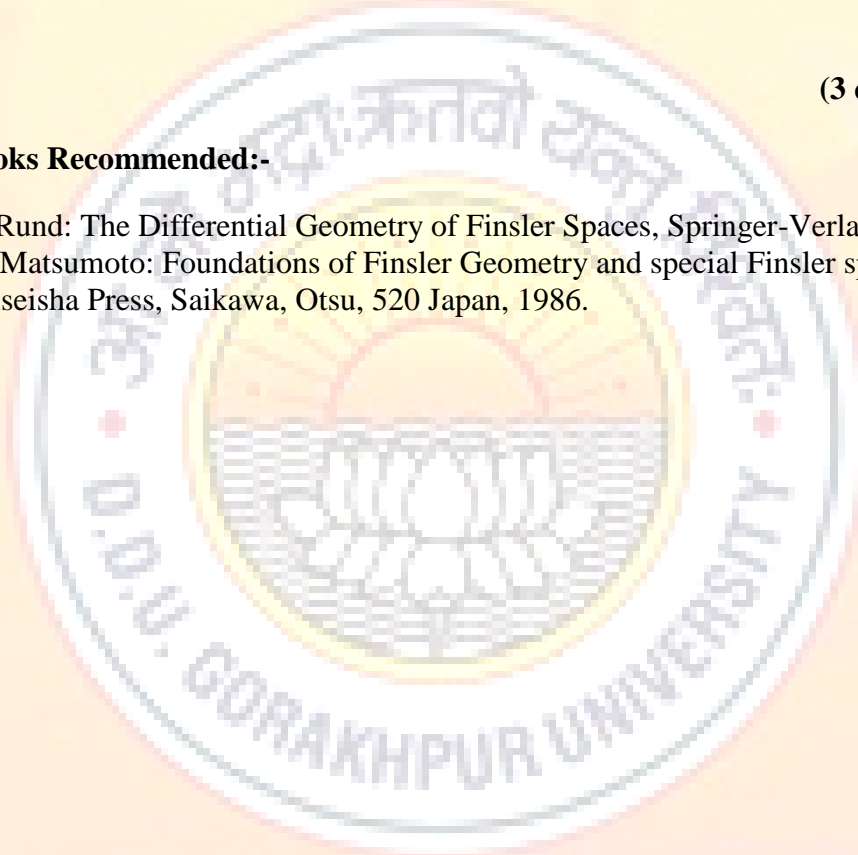 (3
oks Recommended:-
Rund: The Differential Geometry of Finsler Spaces, Springer-Verla
Matsumoto: Foundations of Finsler Geometry and special Finsler sp
seisha Press, Saikawa, Otsu, 520 Japan, 1986.
D.D.U. GORAKHPUR UNIVERSITY